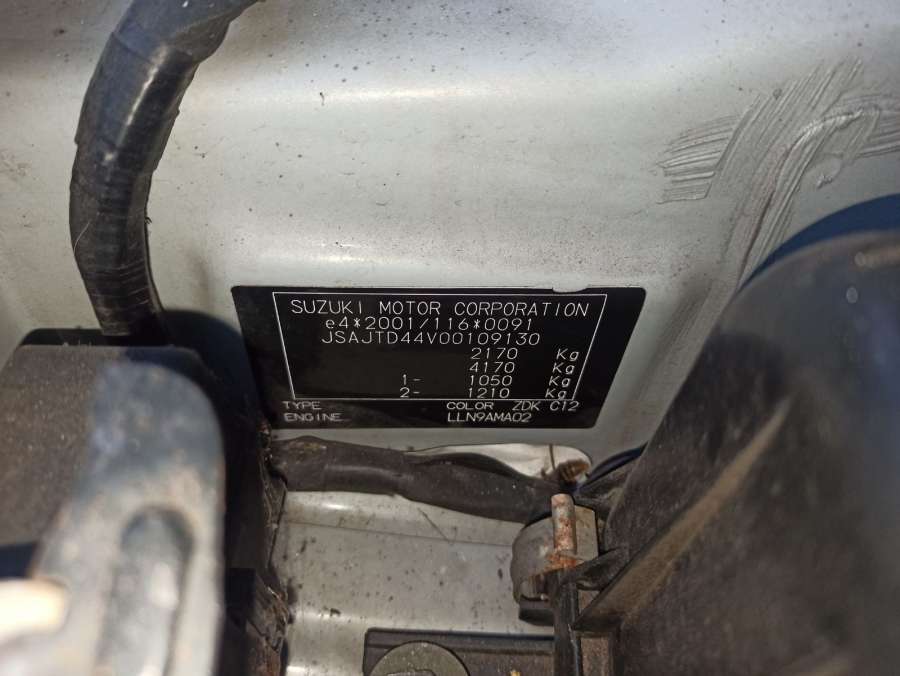 SUZUKI MOTOR CORPORATION
e4*2001/116*0091
JSAJTD44V00109130
2170 Kg
4170 Kg
1- 1050 Kg
2- 1210 Kg
TYPE COLOR ZDK C12
ENGINE LLN9AMA02